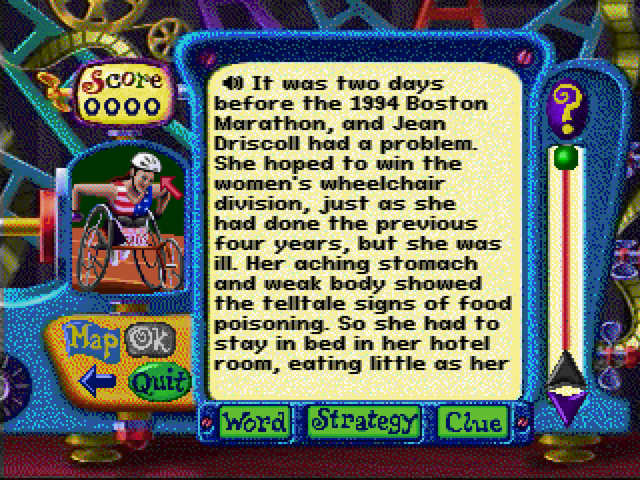 Score
0000
It was two days
before the 1994 Boston
Marathon, and Jean
Driscoll had a problem.
She hoped to win the
women's wheelchair
division, just as she
had done the previous
four years, but she was
ill. Her aching stomach
and weak body showed
the telltale signs of food
poisoning. So she had to
stay in bed in her hotel
room, eating little as her
?
Map
Ok
Quit
Word
Strategy
Clue